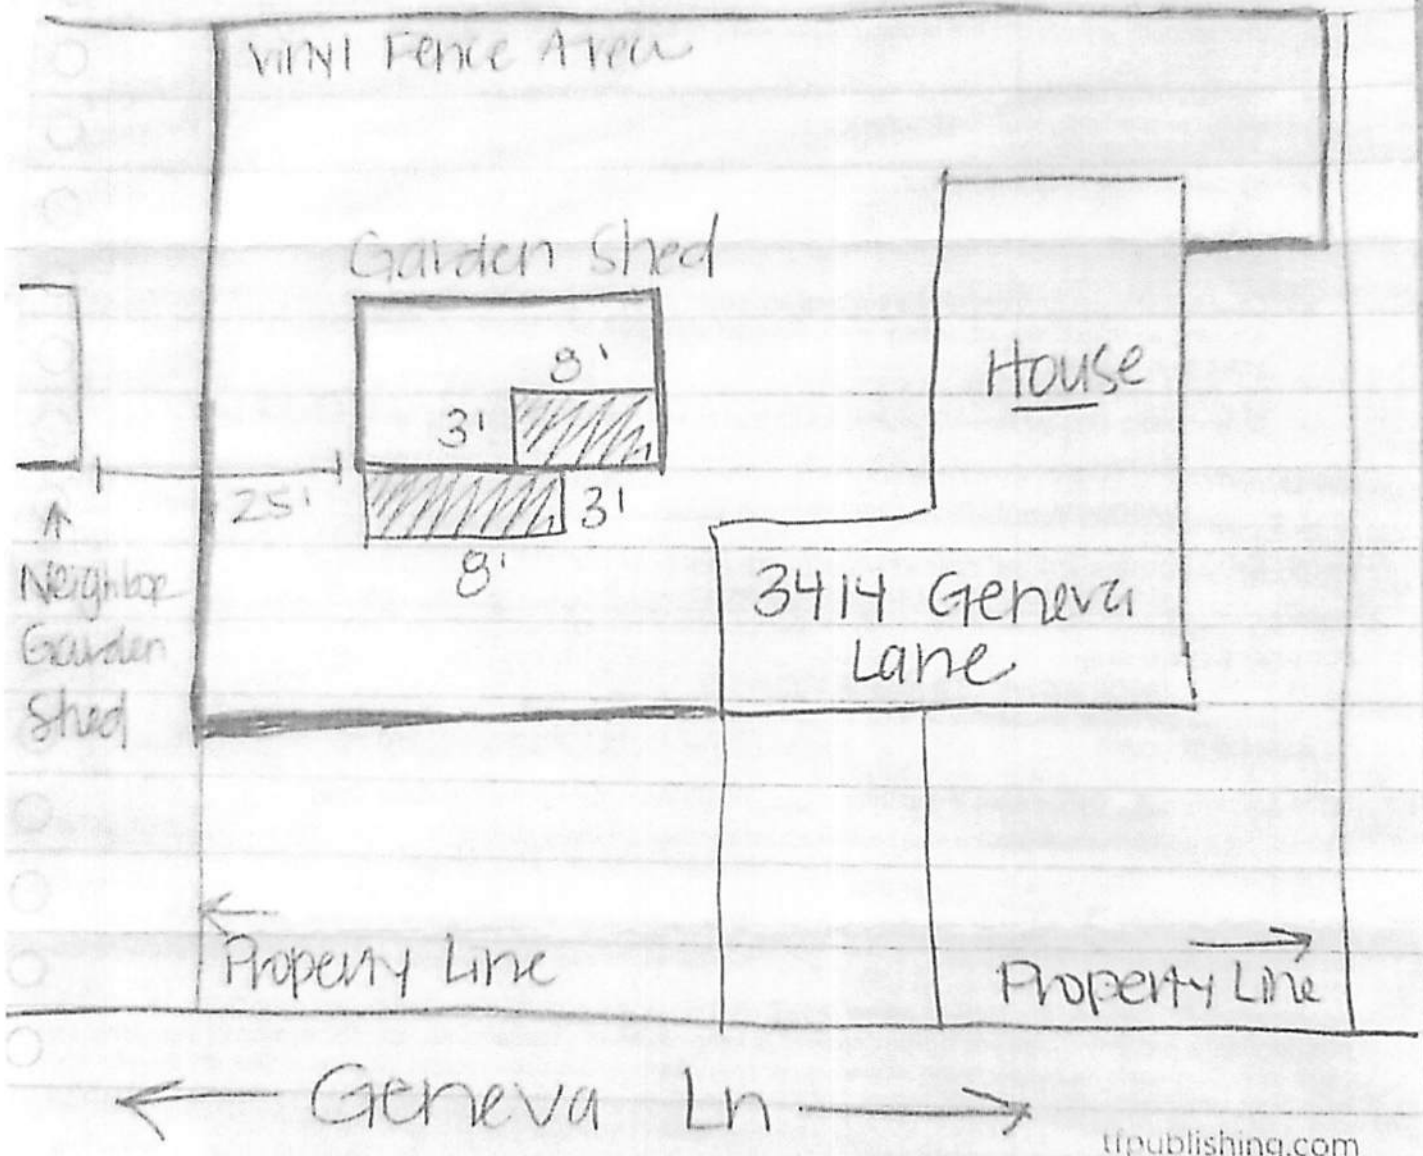 Vinyl Fence Area
Garden Shed
8'
3'
House
25'
3'
8'
Neighbor
Garden
Shed
3414 Geneva
Lane
Property Line
Property Line
Geneva Ln
tfpublishing.com